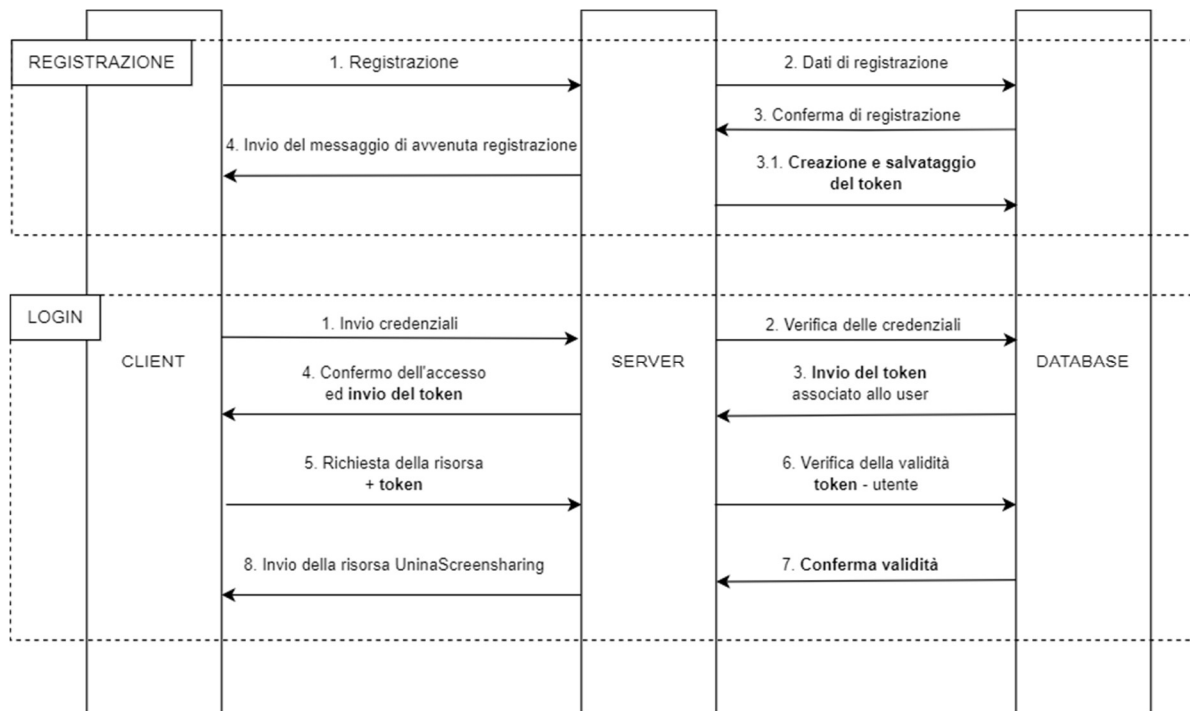 REGISTRAZIONE
1. Registrazione
2. Dati di registrazione
3. Conferma di registrazione
4. Invio del messaggio di avvenuta registrazione
3.1. Creazione e salvataggio
del token
LOGIN
1. Invio credenziali
2. Verifica delle credenziali
CLIENT
SERVER
DATABASE
4. Confermo dell'accesso
ed invio del token
3. Invio del token
associato allo user
5. Richiesta della risorsa
+ token
6. Verifica della validità
token - utente
8. Invio della risorsa UninaScreensharing
7. Conferma validità